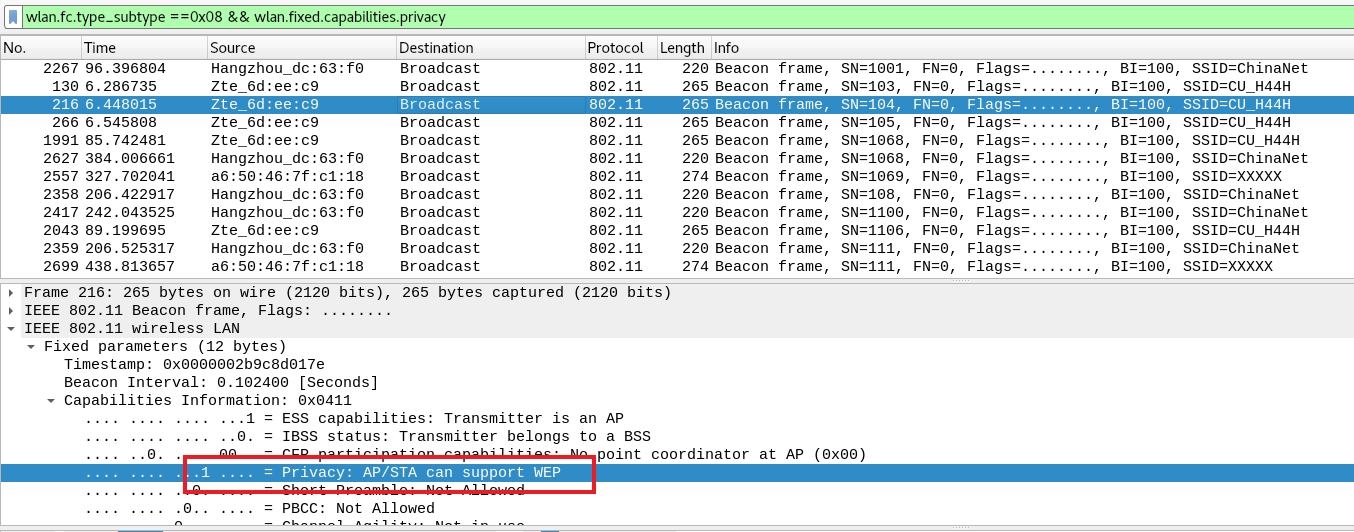 wlan.fc.type_subtype ==0x08 && wlan.fixed.capabilities.privacy
No. Time Source Destination Protocol Length Info
2267 96.396804 Hangzhou_dc:63:f0 Broadcast 802.11 220 Beacon frame, SN=1001, FN=0, Flags=........, BI=100, SSID=ChinaNet
130 6.286735 Zte_6d:ee:c9 Broadcast 802.11 265 Beacon frame, SN=103, FN=0, Flags=........, BI=100, SSID=CU_H44H
216 6.448015 Zte_6d:ee:c9 Broadcast 802.11 265 Beacon frame, SN=104, FN=0, Flags=........, BI=100, SSID=CU_H44H
266 6.545808 Zte_6d:ee:c9 Broadcast 802.11 265 Beacon frame, SN=105, FN=0, Flags=........, BI=100, SSID=CU_H44H
1991 85.742481 Zte_6d:ee:c9 Broadcast 802.11 265 Beacon frame, SN=1068, FN=0, Flags=........, BI=100, SSID=CU_H44H
2627 384.006661 Hangzhou_dc:63:f0 Broadcast 802.11 220 Beacon frame, SN=1068, FN=0, Flags=........, BI=100, SSID=ChinaNet
2557 327.702041 a6:50:46:7f:c1:18 Broadcast 802.11 274 Beacon frame, SN=1069, FN=0, Flags=........, BI=100, SSID=XXXXX
2358 206.422917 Hangzhou_dc:63:f0 Broadcast 802.11 220 Beacon frame, SN=108, FN=0, Flags=........, BI=100, SSID=ChinaNet
2417 242.043525 Hangzhou_dc:63:f0 Broadcast 802.11 220 Beacon frame, SN=1100, FN=0, Flags=........, BI=100, SSID=ChinaNet
2043 89.199695 Zte_6d:ee:c9 Broadcast 802.11 265 Beacon frame, SN=1106, FN=0, Flags=........, BI=100, SSID=CU_H44H
2359 206.525317 Hangzhou_dc:63:f0 Broadcast 802.11 220 Beacon frame, SN=111, FN=0, Flags=........, BI=100, SSID=ChinaNet
2699 438.813657 a6:50:46:7f:c1:18 Broadcast 802.11 274 Beacon frame, SN=111, FN=0, Flags=........, BI=100, SSID=XXXXX
Frame 216: 265 bytes on wire (2120 bits), 265 bytes captured (2120 bits)
IEEE 802.11 Beacon frame, Flags: ........
IEEE 802.11 wireless LAN
Fixed parameters (12 bytes)
Timestamp: 0x0000002b9c8d017e
Beacon Interval: 0.102400 [Seconds]
Capabilities Information: 0x0411
.... .... .... ...1 = ESS capabilities: Transmitter is an AP
.... .... .... ..0. = IBSS status: Transmitter belongs to a BSS
.... ..0. .... 00.. = CFP participation capabilities: No point coordinator at AP (0x00)
.... .... ...1 .... = Privacy: AP/STA can support WEP
.... .... ..0. .... = Short Preamble: Not Allowed
.... .... .0.. .... = PBCC: Not Allowed
.... .... 0... .... = Channel Agility: Not in use